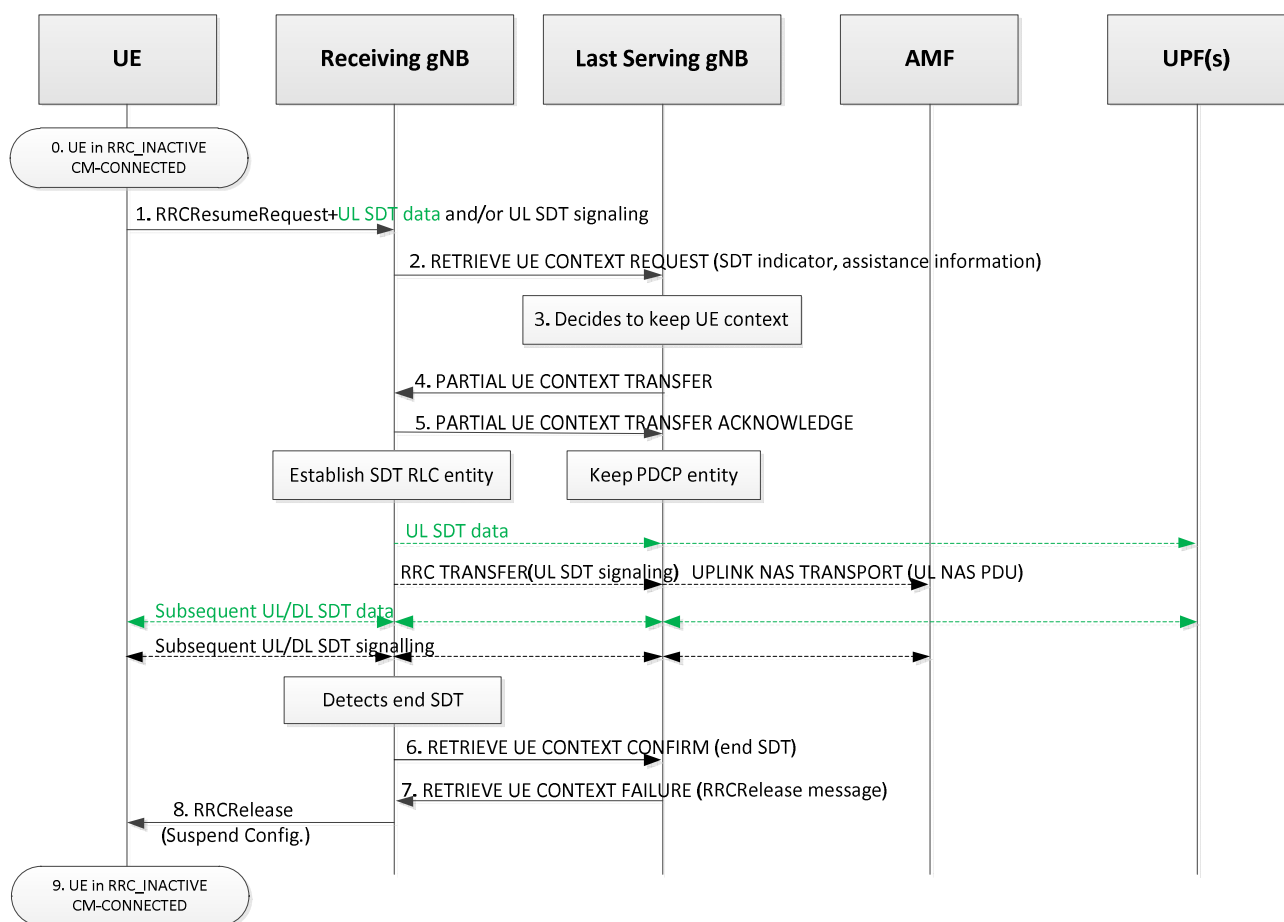 UE
Receiving gNB
Last Serving gNB
AMF
UPF(s)
0. UE in RRC_INACTIVE
CM-CONNECTED
1. RRCResumeRequest+UL SDT data and/or UL SDT signaling
2. RETRIEVE UE CONTEXT REQUEST (SDT indicator, assistance information)
3. Decides to keep UE context
4. PARTIAL UE CONTEXT TRANSFER
5. PARTIAL UE CONTEXT TRANSFER ACKNOWLEDGE
Establish SDT RLC entity
Keep PDCP entity
UL SDT data
RRC TRANSFER(UL SDT signaling)
UPLINK NAS TRANSPORT (UL NAS PDU)
Subsequent UL/DL SDT data
Subsequent UL/DL SDT signalling
Detects end SDT
6. RETRIEVE UE CONTEXT CONFIRM (end SDT)
7. RETRIEVE UE CONTEXT FAILURE (RRCRelease message)
8. RRCRelease
(Suspend Config.)
9. UE in RRC_INACTIVE
CM-CONNECTED